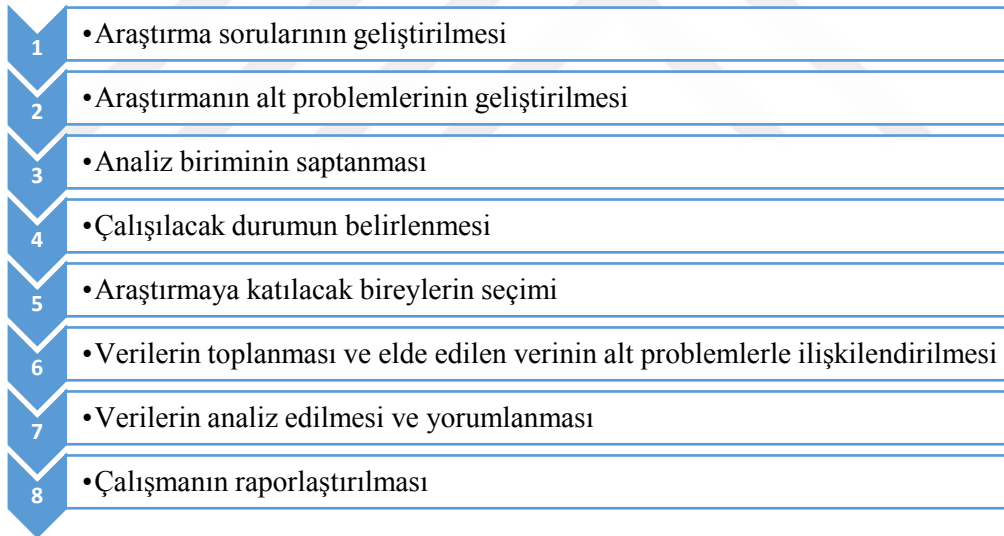 1 •Araştırma sorularının geliştirilmesi
2 •Araştırmanın alt problemlerinin geliştirilmesi
3 •Analiz biriminin saptanması
4 •Çalışılacak durumun belirlenmesi
5 •Araştırmaya katılacak bireylerin seçimi
6 •Verilerin toplanması ve elde edilen verinin alt problemlerle ilişkilendirilmesi
7 •Verilerin analiz edilmesi ve yorumlanması
8 •Çalışmanın raporlaştırılması